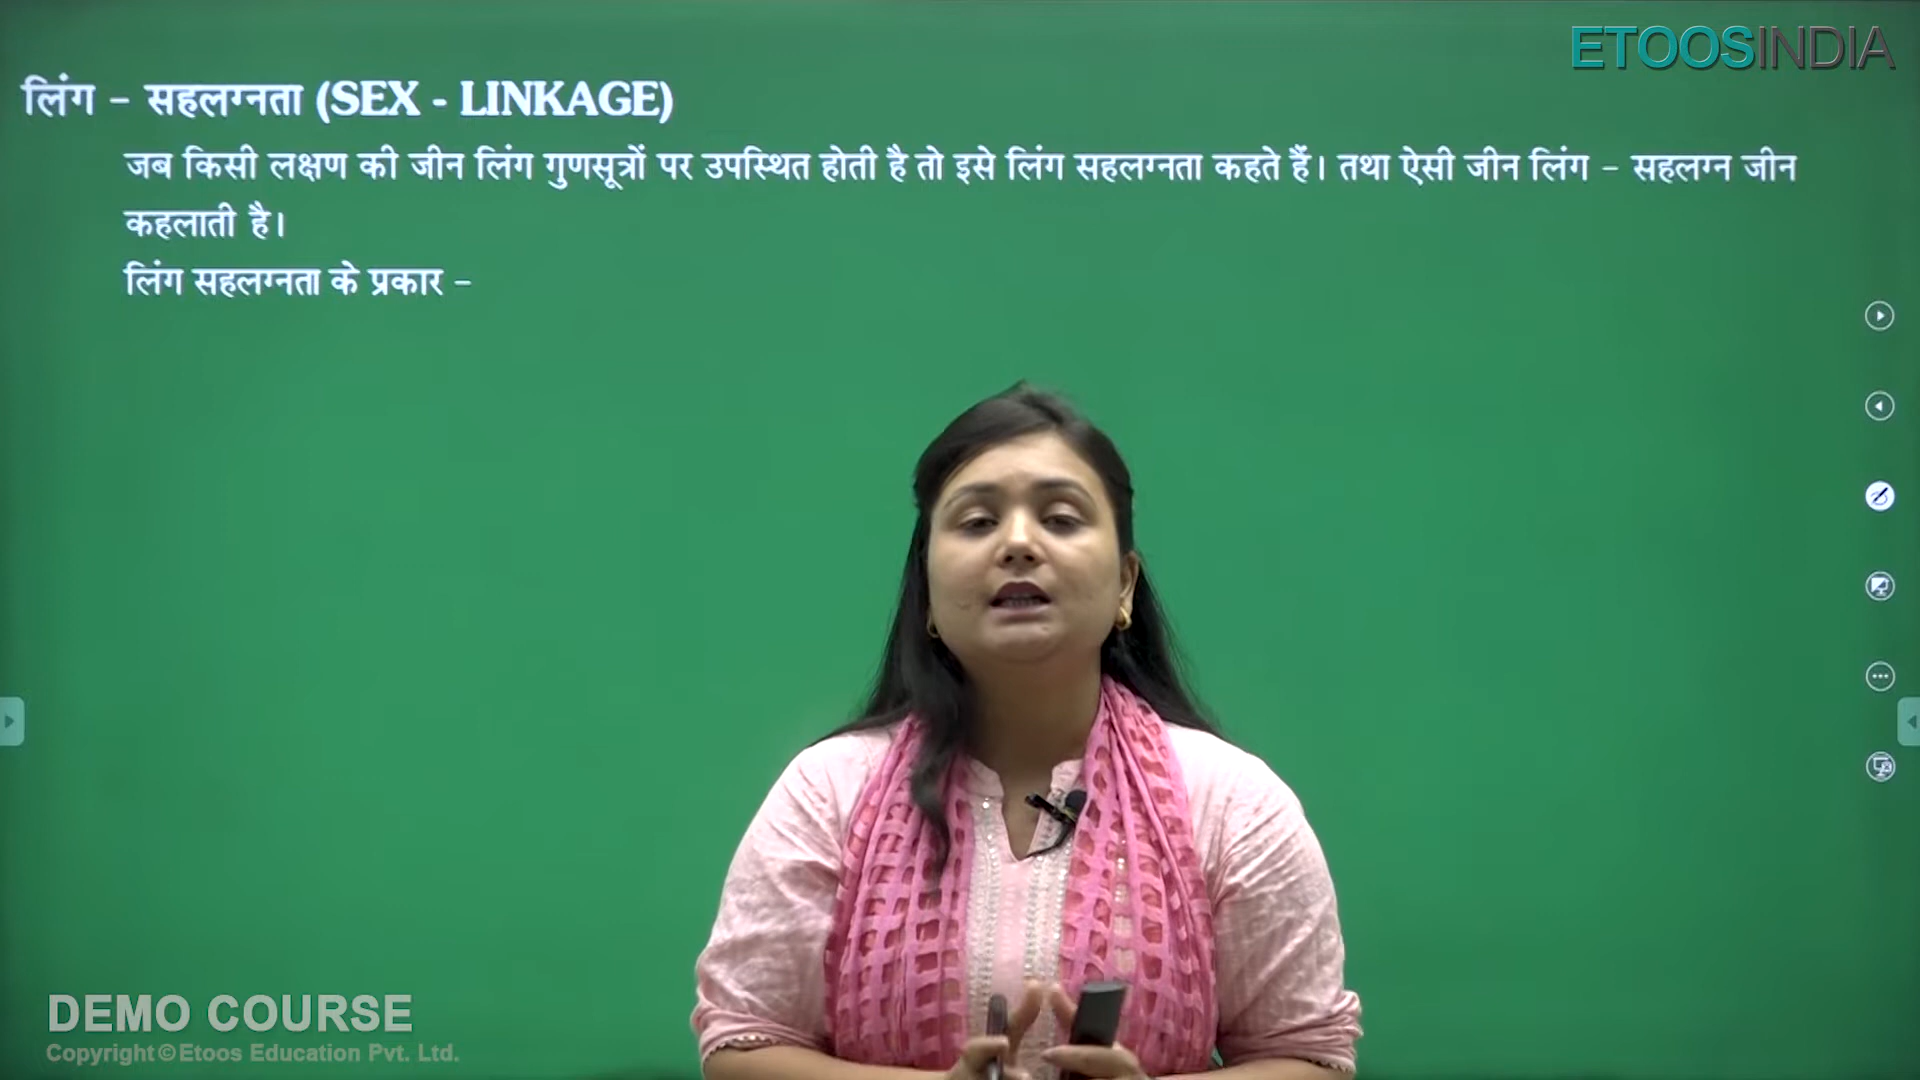 ETOOSINDIA
लिंग – सहलग्नता (SEX - LINKAGE)
जब किसी लक्षण की जीन लिंग गुणसूत्रों पर उपस्थित होती है तो इसे लिंग सहलग्नता कहते हैं। तथा ऐसी जीन लिंग – सहलग्न जीन
कहलाती है।
लिंग सहलग्नता के प्रकार –
DEMO COURSE
Copyright © Etoos Education Pvt. Ltd.